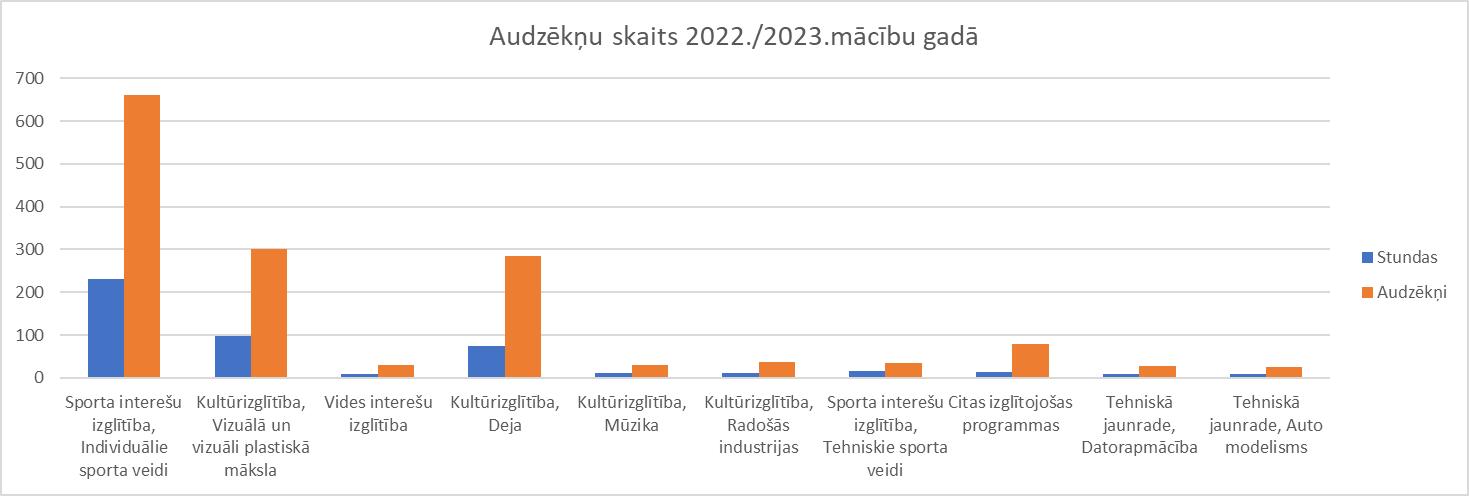 Audzēkņu skaits 2022./2023.mācību gadā
700
600
500
400
300
200
100
0
Sporta interešu
izglītība,
Individuālie
sporta veidi
Kultūrizglītība,
Vizuālā un
vizuāli plastiskā
māksla
Vides interešu
izglītība
Kultūrizglītība,
Deja
Kultūrizglītība,
Mūzika
Kultūrizglītība,
Radošās
industrijas
Sporta interešu
izglītība,
Tehniskie sporta
veidi
Citas izglītojošas
programmas
Tehniskā
jaunrade,
Datorapmācība
Tehniskā
jaunrade, Auto
modelisms
Stundas
Audzēkņi